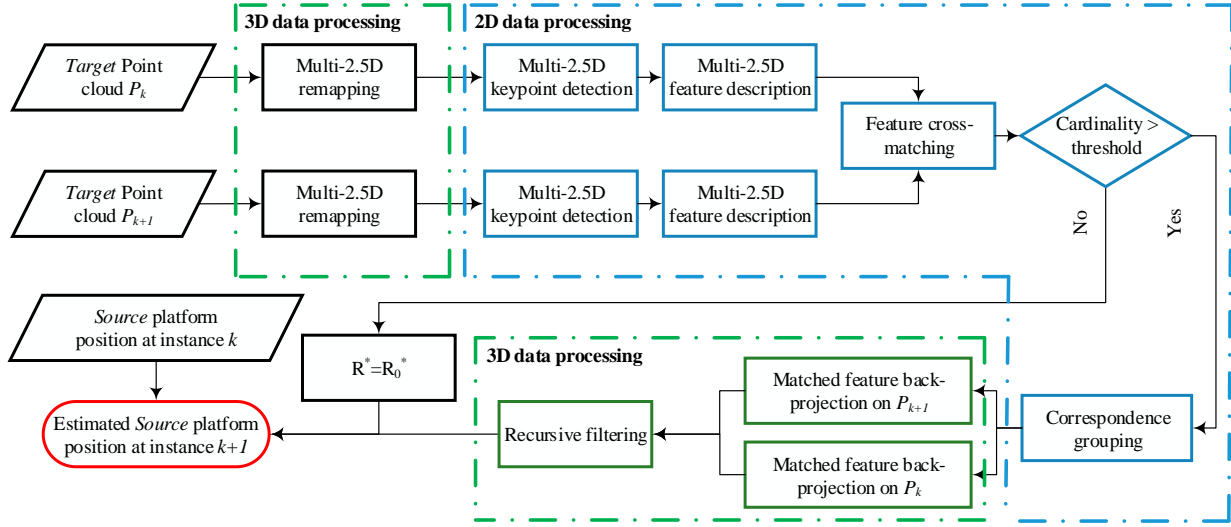 3D data processing
2D data processing
Target Point
cloud Pk
Multi-2.5D
remapping
Multi-2.5D
keypoint detection
Multi-2.5D
feature description
Feature cross-
matching
Cardinality >
threshold
Target Point
cloud Pk+1
Multi-2.5D
remapping
Multi-2.5D
keypoint detection
Multi-2.5D
feature description
No
Yes
Source platform
position at instance k
R*=R0*
3D data processing
Matched feature back-
projection on Pk+1
Estimated Source platform
position at instance k+1
Recursive filtering
Correspondence
grouping
Matched feature back-
projection on Pk